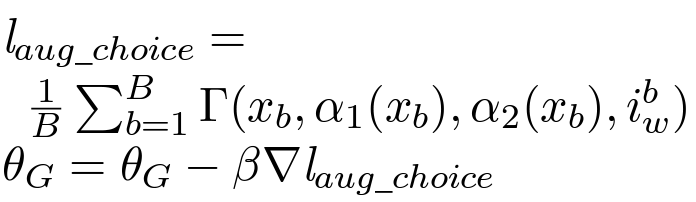 l_{aug\_choice} =
\frac{1}{B} \sum_{b=1}^{B} \Gamma(x_b, \alpha_1(x_b), \alpha_2(x_b), i_w^b)
\theta_G = \theta_G - \beta \nabla l_{aug\_choice}